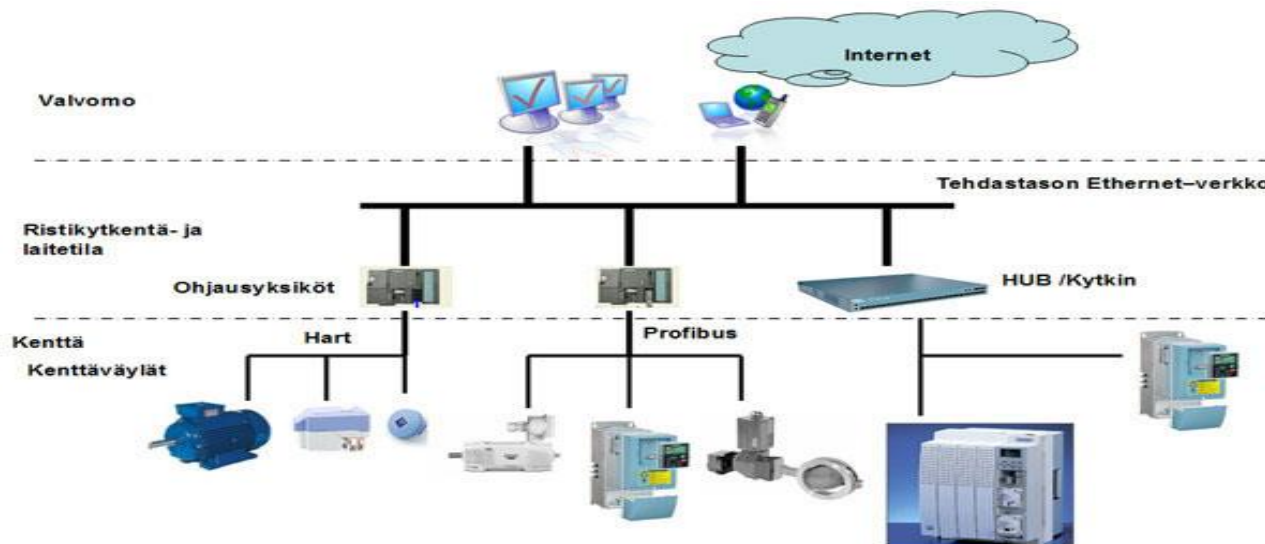 Internet
Valvomo
Tehdastason Ethernet–verkko
Ristikytkentä- ja
laitetila
Ohjausyksiköt
HUB /Kytkin
Kenttä
Hart
Profibus
Kenttäväylät